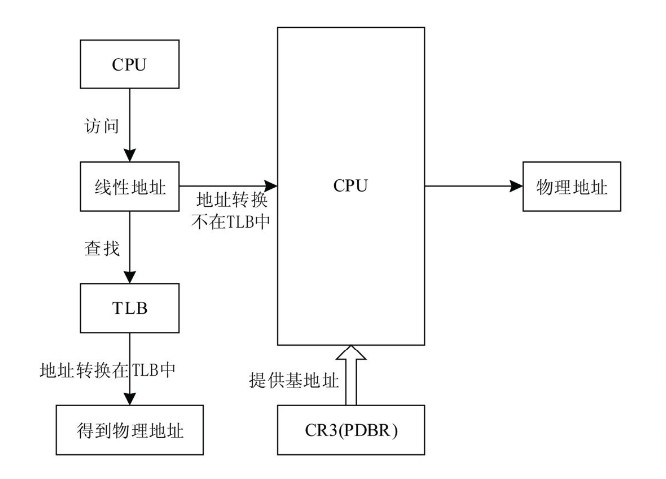 CPU
访问
线性地址
地址转换
不在TLB中
CPU
物理地址
查找
TLB
地址转换在TLB中
提供基地址
得到物理地址
CR3(PDBR)